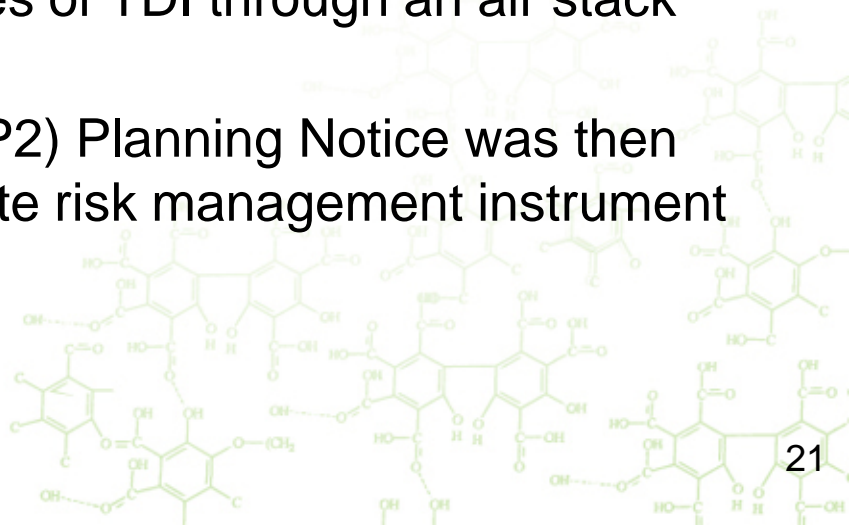 es of TDI through an air stack
P2) Planning Notice was then
te risk management instrument
21